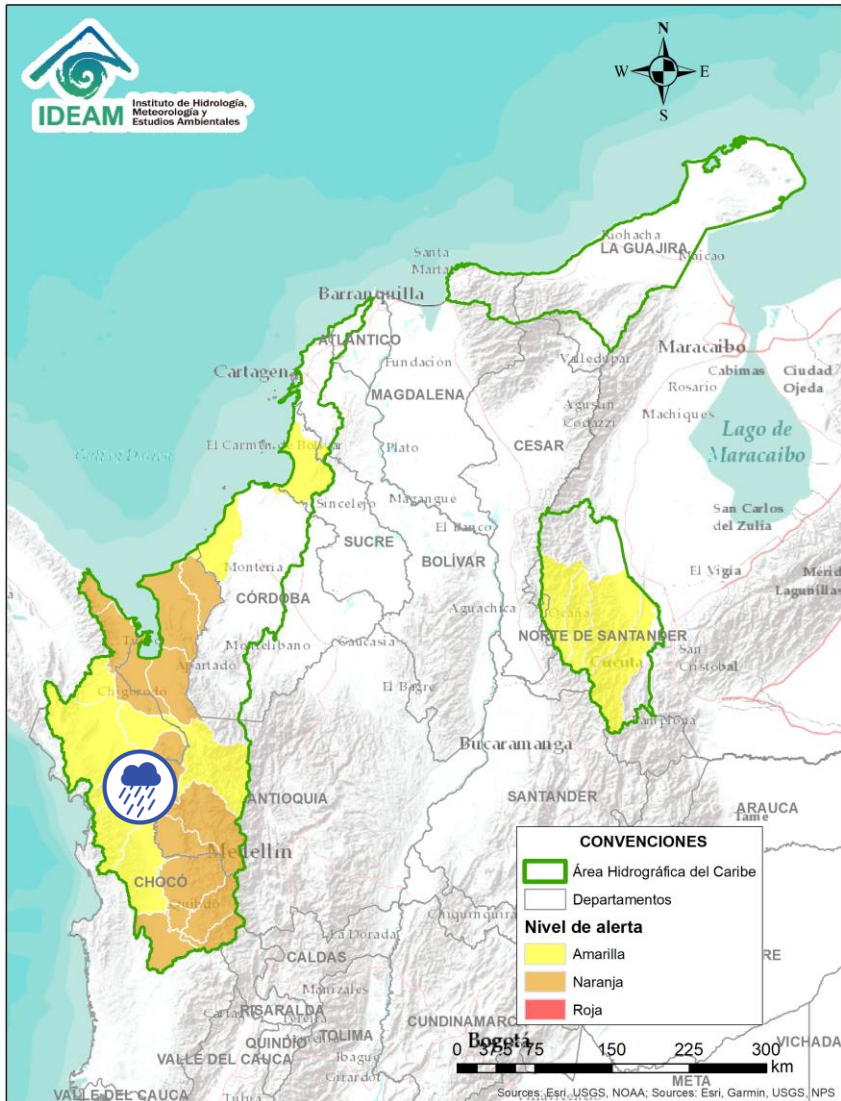 IDEAM
Instituto de Hidrología,
Meteorología y
Estudios Ambientales
N
W
E
S
Riohacha
LA GUAJIRA
Santa
Marta
Maicao
Barranquilla
ATLÁNTICO
Maracaibo
Cartagena
Fundación
Valledupar
Cabimas
Ciudad
Ojeda
MAGDALENA
Rosario
Agustín
Codazzi
Machiques
El Carmen de Bolívar
Plato
CESAR
Lago de
Maracaibo
Sincelejo
Magangué
San Carlos
del Zulia
El Banco
SUCRE
BOLÍVAR
Montería
El Vigía
CÓRDOBA
Aguachica
Ocaña
Lagunillas
NORTE DE SANTANDER
Montelíbano
Caucasia
Apartadó
Cúcuta
San
Cristóbal
El Bagre
Chigorodó
Pamplona
Bucaramanga
ANTIOQUIA
SANTANDER
ARAUCA
Tame
Medellín
CHOCÓ
Quibdó
La Dorada
CALDAS
Manizales
RISARALDA
Pereira
QUINDÍO
TOLIMA
CUNDINAMARC
Bogotá
VALLE DEL CAUCA
Ibagué
Girardot
VALLE DEL CAUCA
META
VICHADA
CONVENCIONES
Área Hidrográfica del Caribe
Departamentos
Nivel de alerta
Amarilla
Naranja
Roja
0 37.5 75 150 225 300
km
Sources: Esri, USGS, NOAA; Sources: Esri, Garmin, USGS, NPS